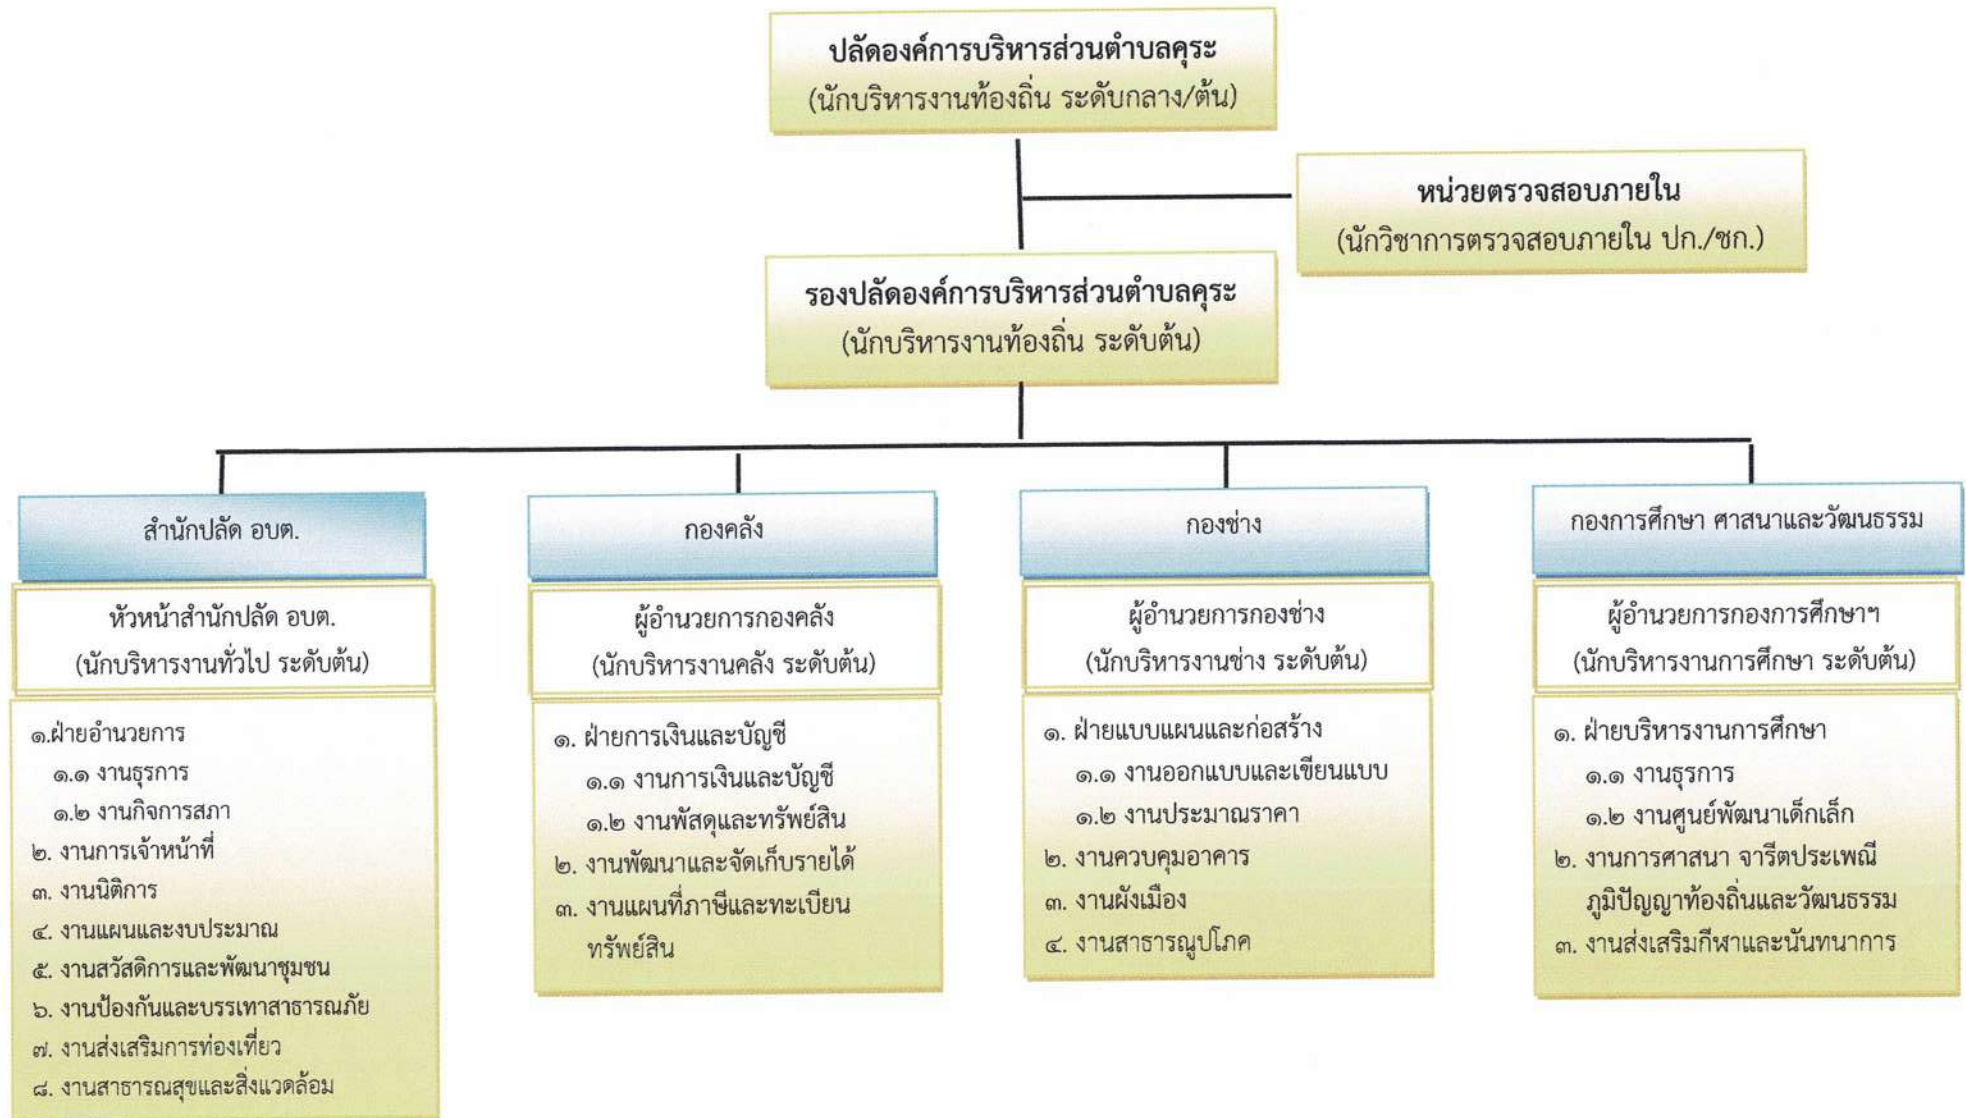 ปลัดองค์การบริหารส่วนตำบลคุระ
(นักบริหารงานท้องถิ่น ระดับกลาง/ต้น)
หน่วยตรวจสอบภายใน
(นักวิชาการตรวจสอบภายใน ปก./ชก.)
รองปลัดองค์การบริหารส่วนตำบลคุระ
(นักบริหารงานท้องถิ่น ระดับต้น)
สำนักปลัด อบต.
หัวหน้าสำนักปลัด อบต.
(นักบริหารงานทั่วไป ระดับต้น)
๑.ฝ่ายอำนวยการ
๑.๑ งานธุรการ
๑.๒ งานกิจการสภา
๒. งานการเจ้าหน้าที่
๓. งานนิติการ
๔. งานแผนและงบประมาณ
๕. งานสวัสดิการและพัฒนาชุมชน
๖. งานป้องกันและบรรเทาสาธารณภัย
๗. งานส่งเสริมการท่องเที่ยว
๘. งานสาธารณสุขและสิ่งแวดล้อม
กองคลัง
ผู้อำนวยการกองคลัง
(นักบริหารงานคลัง ระดับต้น)
๑. ฝ่ายการเงินและบัญชี
๑.๑ งานการเงินและบัญชี
๑.๒ งานพัสดุและทรัพย์สิน
๒. งานพัฒนาและจัดเก็บรายได้
๓. งานแผนที่ภาษีและทะเบียน
ทรัพย์สิน
กองช่าง
ผู้อำนวยการกองช่าง
(นักบริหารงานช่าง ระดับต้น)
๑. ฝ่ายแบบแผนและก่อสร้าง
๑.๑ งานออกแบบและเขียนแบบ
๑.๒ งานประมาณราคา
๒. งานควบคุมอาคาร
๓. งานผังเมือง
๔. งานสาธารณูปโภค
กองการศึกษา ศาสนาและวัฒนธรรม
ผู้อำนวยการกองการศึกษาฯ
(นักบริหารงานการศึกษา ระดับต้น)
๑. ฝ่ายบริหารงานการศึกษา
๑.๑ งานธุรการ
๑.๒ งานศูนย์พัฒนาเด็กเล็ก
๒. งานการศาสนา จารีตประเพณี
ภูมิปัญญาท้องถิ่นและวัฒนธรรม
๓. งานส่งเสริมกีฬาและนันทนาการ